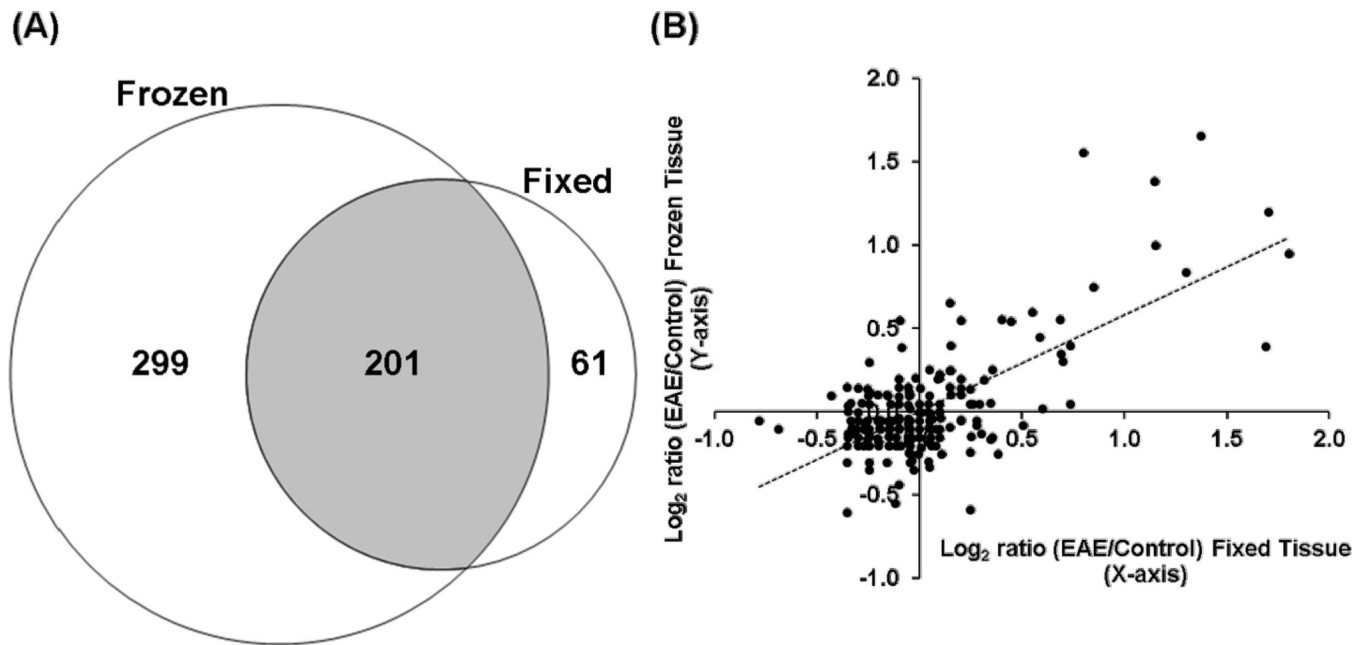 (A)
Frozen
Fixed
299
201
61
(B)
Log2 ratio (EAE/Control) Frozen Tissue
(Y-axis)
2.0
1.5
1.0
0.5
-0.5
-1.0
-1.0
-0.5
0.5
1.0
1.5
2.0
Log2 ratio (EAE/Control) Fixed Tissue
(X-axis)